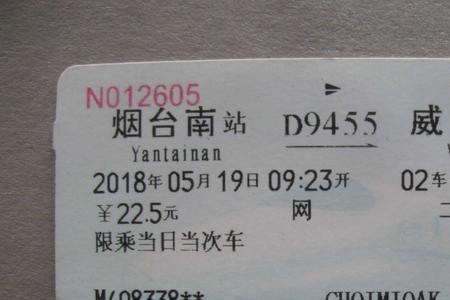 N012605
烟台南站 D9455 威
Yantainan
2018年05月19日09:23开 02车
￥22.5元 网 二
限乘当日当次车